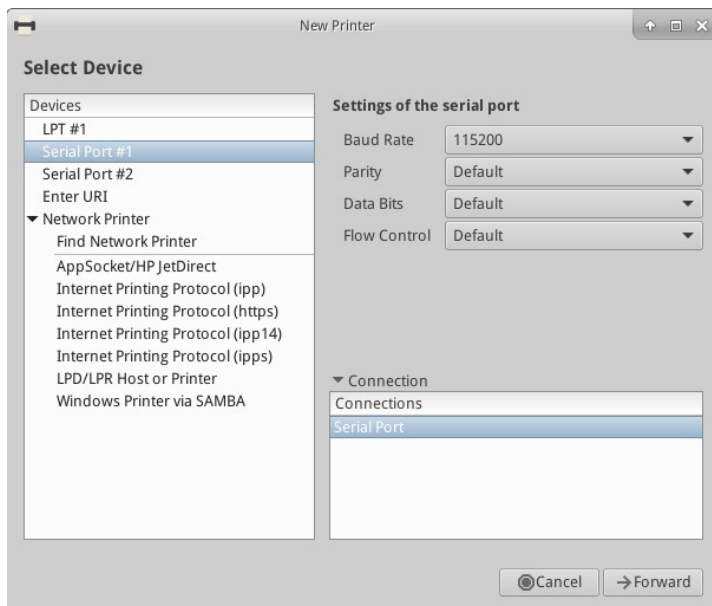 New Printer
Select Device
Devices
LPT #1
Serial Port #1
Serial Port #2
Enter URI
Network Printer
Find Network Printer
AppSocket/HP JetDirect
Internet Printing Protocol (ipp)
Internet Printing Protocol (https)
Internet Printing Protocol (ipp14)
Internet Printing Protocol (ipps)
LPD/LPR Host or Printer
Windows Printer via SAMBA
Settings of the serial port
Baud Rate 115200
Parity Default
Data Bits Default
Flow Control Default
Connection
Connections
Serial Port
Cancel Forward